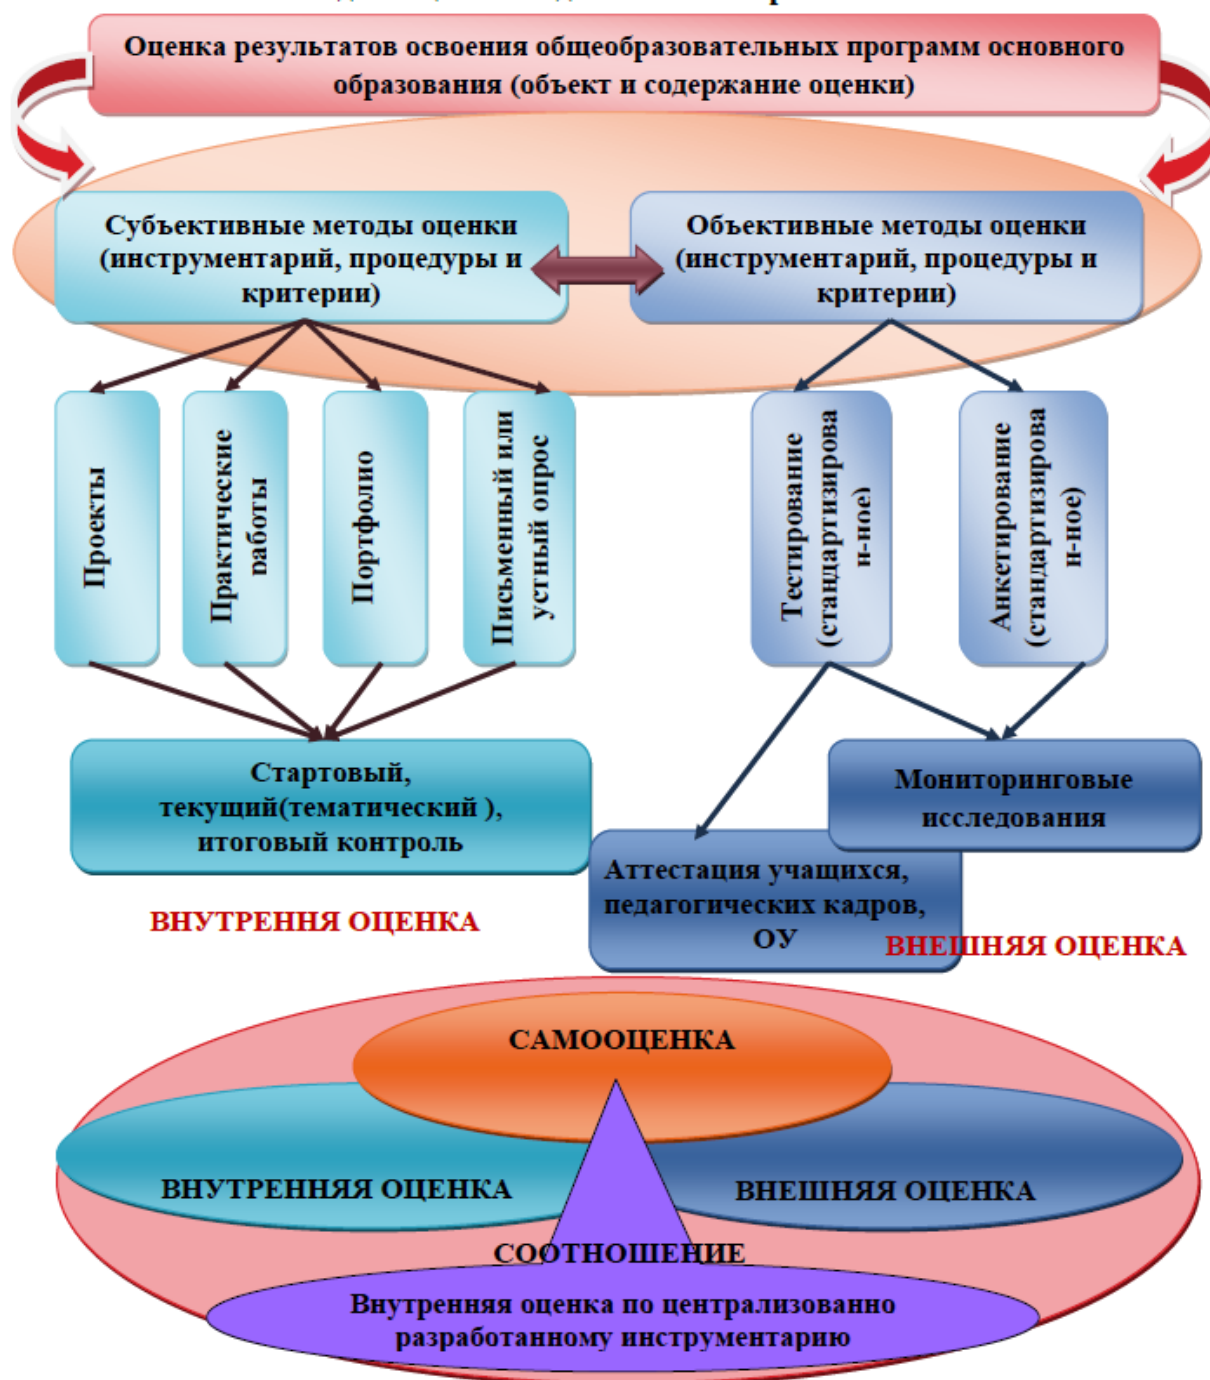 Оценка результатов освоения общеобразовательных программ основного
образования (объект и содержание оценки)
Субъективные методы оценки
(инструментарий, процедуры и
критерии)
Объективные методы оценки
(инструментарий, процедуры и
критерии)
Проекты
Практические
работы
Портфолио
Письменный или
устный опрос
Тестирование
(стандартизирова
н-ное)
Анкетирование
(стандартизирова
н-ное)
Стартовый,
текущий(тематический ),
итоговый контроль
Мониторинговые
исследования
Аттестация учащихся,
педагогических кадров,
ОУ
ВНУТРЕННЯ ОЦЕНКА
ВНЕШНЯЯ ОЦЕНКА
САМООЦЕНКА
ВНУТРЕННЯЯ ОЦЕНКА
ВНЕШНЯЯ ОЦЕНКА
СООТНОШЕНИЕ
Внутренняя оценка по централизованно
разработанному инструментарию